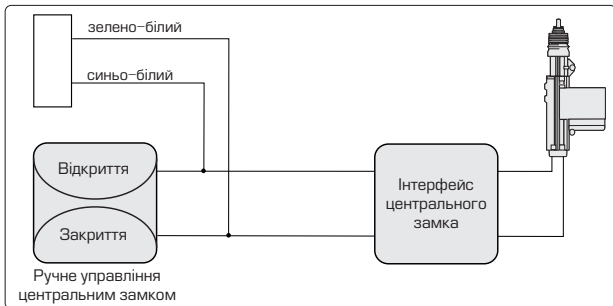 зелено-білий
синьо-білий
Відкриття
Закриття
Інтерфейс
центрального
замка
Ручне управління
центральним замком